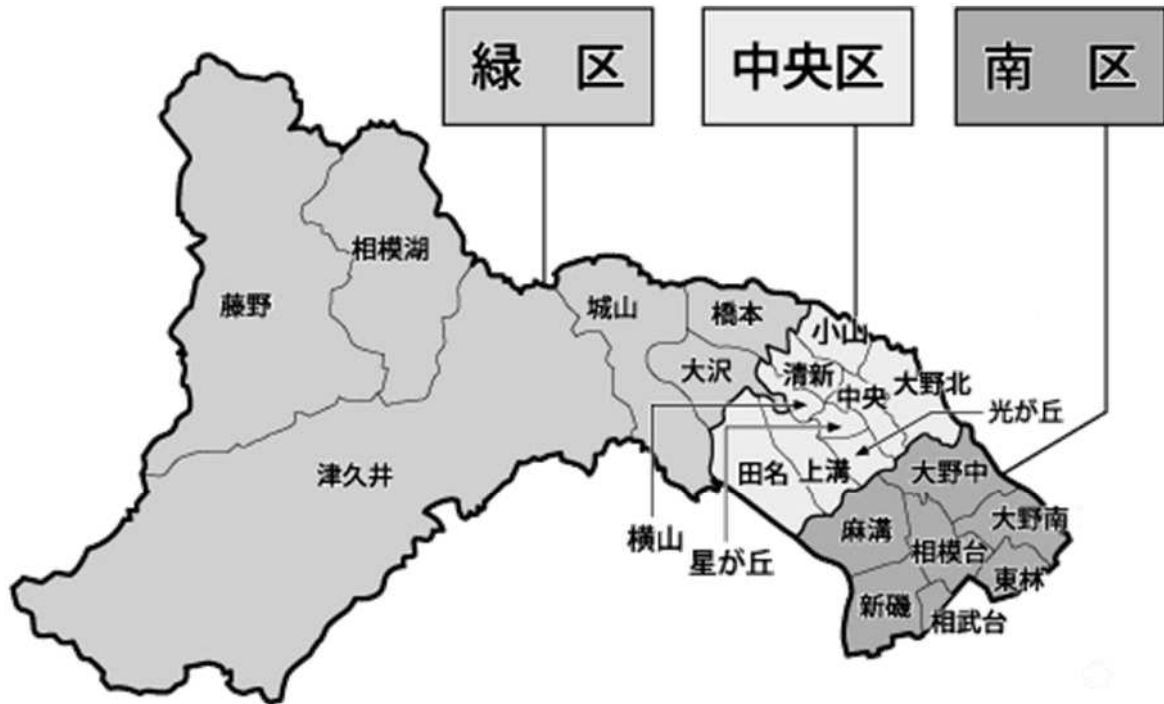 緑 区
中央区
南 区
相模湖
藤野
城山
橋本
小山
大沢
清新
中央
大野北
光が丘
津久井
田名
上溝
大野中
横山
星が丘
麻溝
大野南
相模台
東林
新磯
相武台